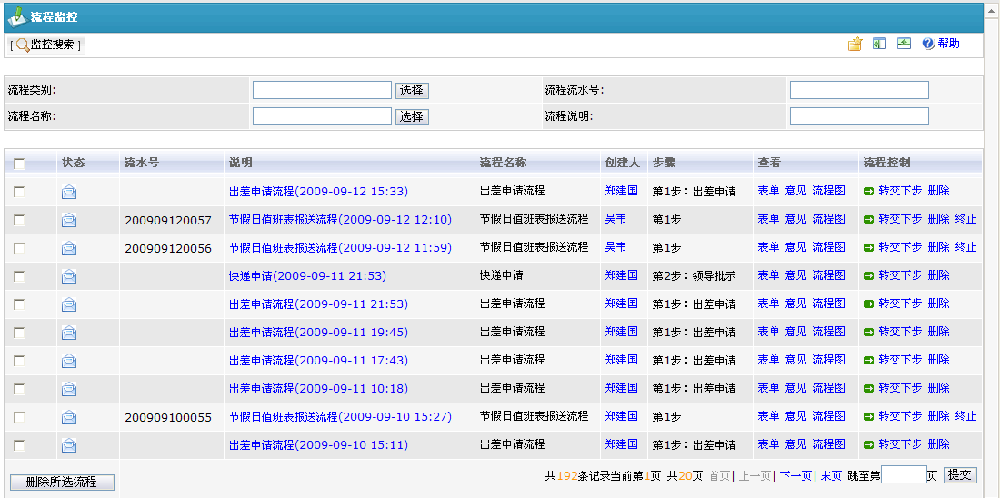 流程监控
[ 监控搜索 ] 帮助
流程类别: 选择 流程流水号:
流程名称: 选择 流程说明:
状态 流水号 说明 流程名称 创建人 步骤 查看 流程控制
出差申请流程(2009-09-12 15:33) 出差申请流程 郑建国 第1步：出差申请 表单 意见 流程图 转交下步 删除
200909120057 节假日值班表报送流程(2009-09-12 12:10) 节假日值班表报送流程 吴韦 第1步 表单 意见 流程图 转交下步 删除 终止
200909120056 节假日值班表报送流程(2009-09-12 11:59) 节假日值班表报送流程 吴韦 第1步 表单 意见 流程图 转交下步 删除 终止
快递申请(2009-09-11 21:53) 快递申请 郑建国 第2步：领导批示 表单 意见 流程图 转交下步 删除
出差申请流程(2009-09-11 21:53) 出差申请流程 郑建国 第1步：出差申请 表单 意见 流程图 转交下步 删除
出差申请流程(2009-09-11 19:45) 出差申请流程 郑建国 第1步：出差申请 表单 意见 流程图 转交下步 删除
出差申请流程(2009-09-11 17:43) 出差申请流程 郑建国 第1步：出差申请 表单 意见 流程图 转交下步 删除
出差申请流程(2009-09-11 10:18) 出差申请流程 郑建国 第1步：出差申请 表单 意见 流程图 转交下步 删除
200909100055 节假日值班表报送流程(2009-09-10 15:27) 节假日值班表报送流程 郑建国 第1步 表单 意见 流程图 转交下步 删除 终止
出差申请流程(2009-09-10 15:11) 出差申请流程 郑建国 第1步：出差申请 表单 意见 流程图 转交下步 删除
删除所选流程 共192条记录当前第1页 共20页 首页| 上一页| 下一页| 末页 跳至第 页 提交